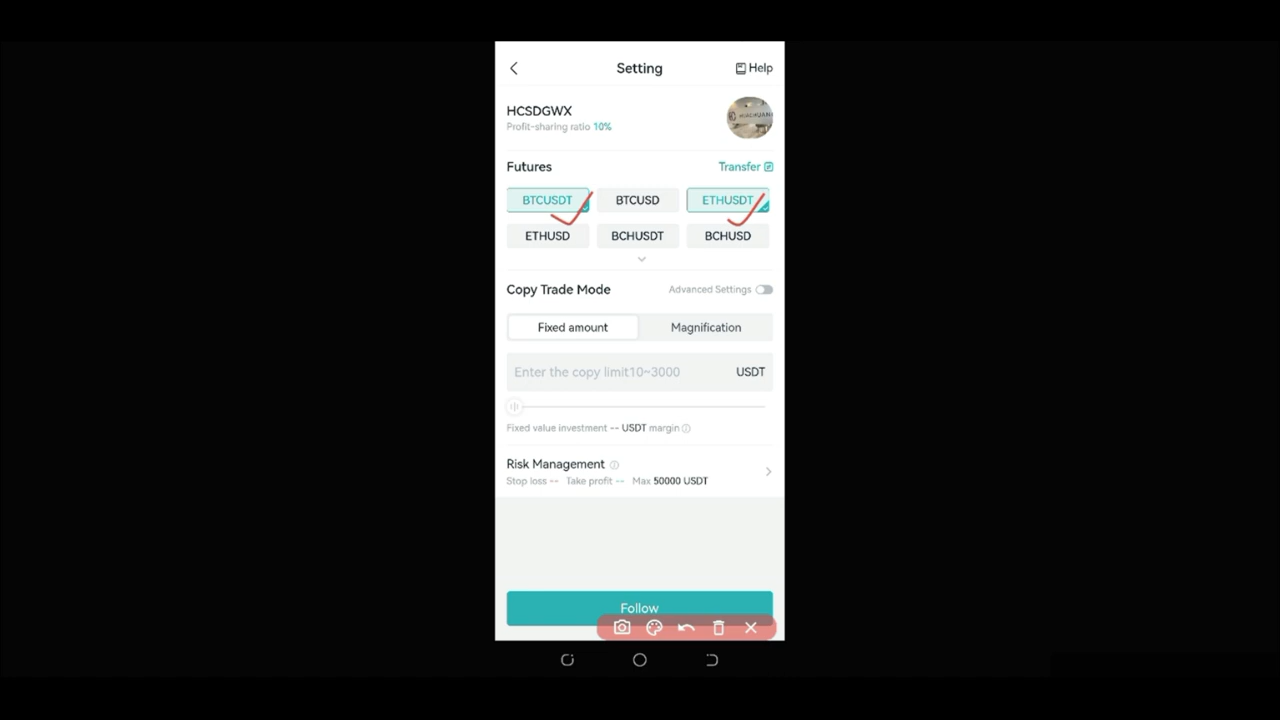 Setting
Help
HCSDGWX
Profit-sharing ratio 10%
Futures
Transfer
BTCUSDT BTCUSD ETHUSDT
ETHUSD BCHUSDT BCHUSD
Copy Trade Mode
Advanced Settings
Fixed amount Magnification
Enter the copy limit10~3000 USDT
Fixed value investment -- USDT margin
Risk Management
Stop loss -- Take profit -- Max 50000 USDT
Follow